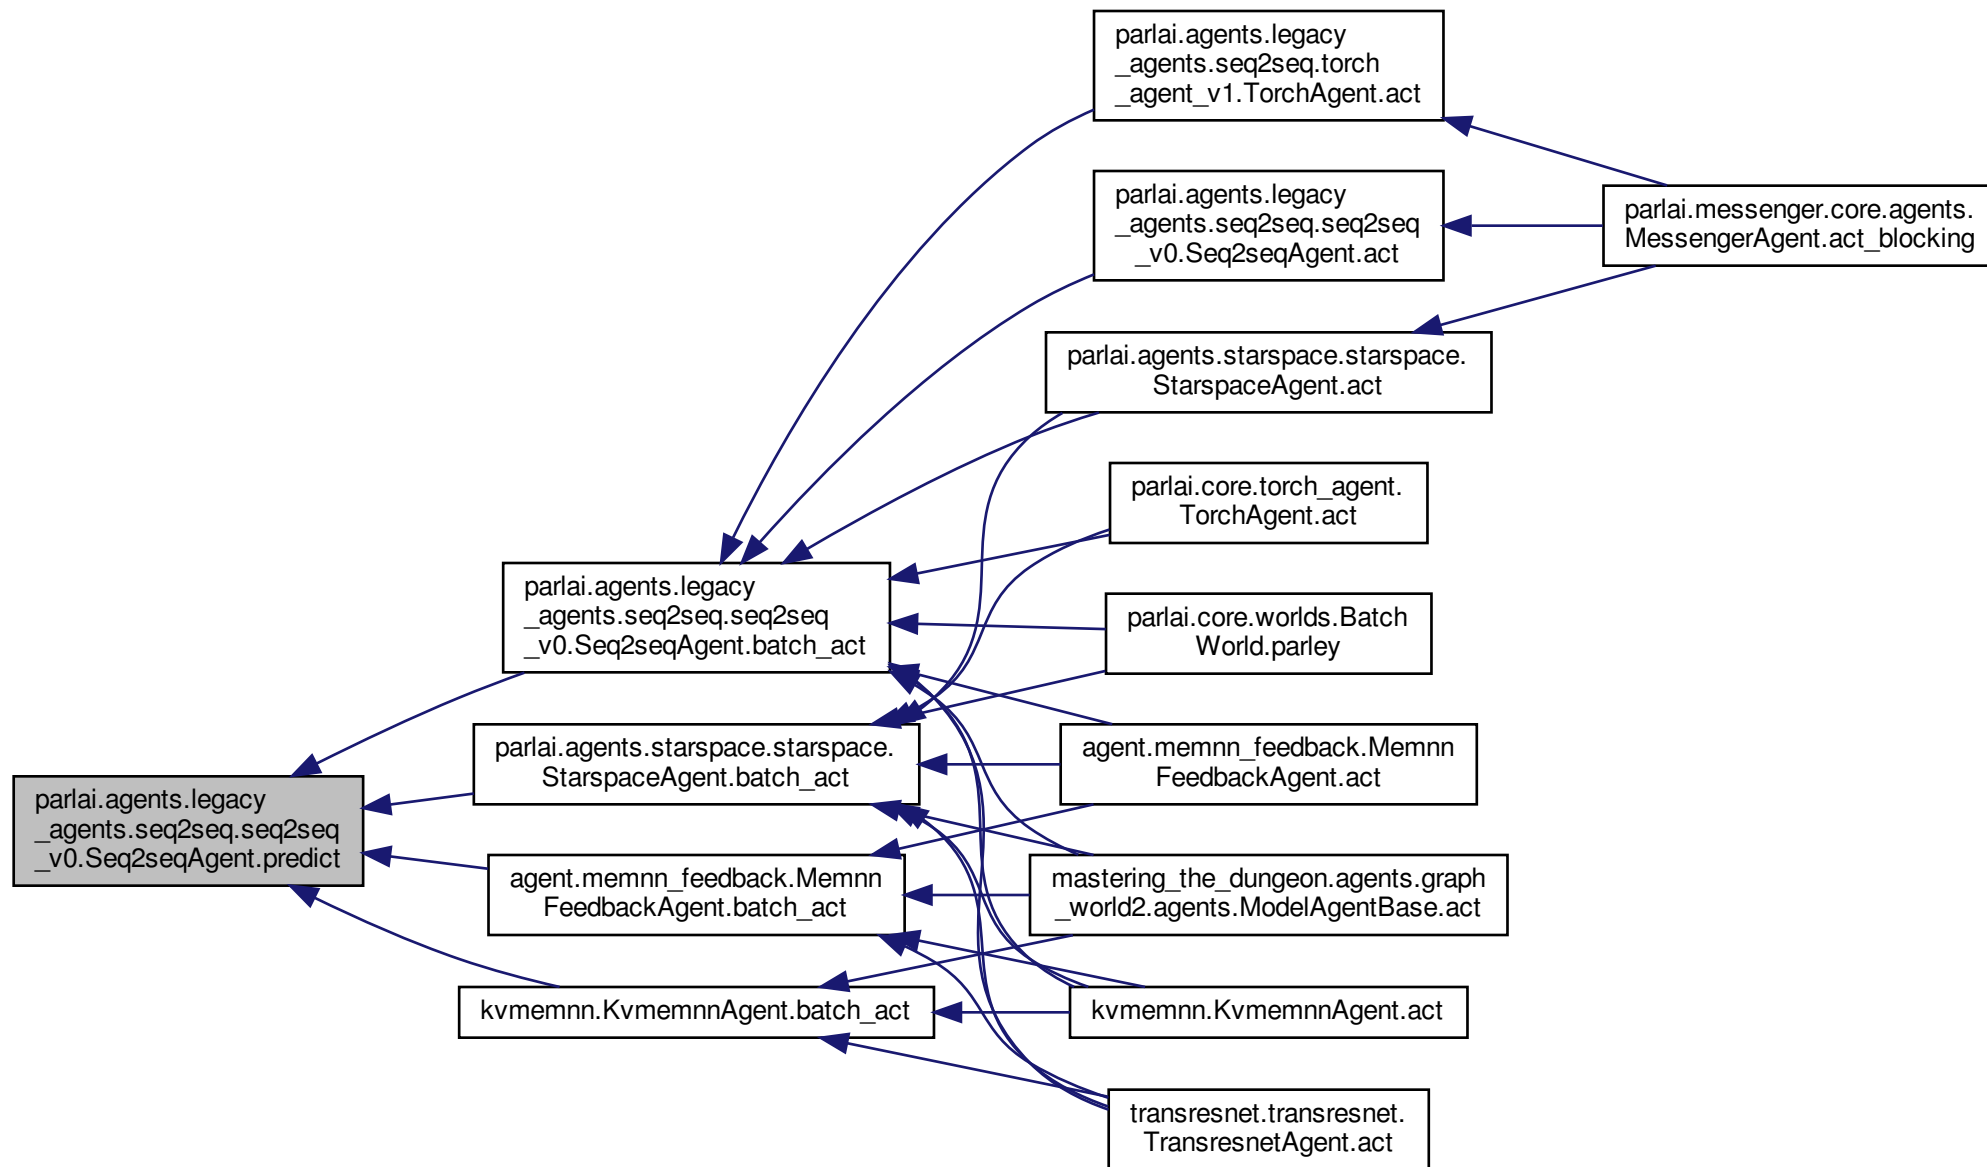 parlai.agents.legacy
_agents.seq2seq.torch
_agent_v1.TorchAgent.act
parlai.agents.legacy
_agents.seq2seq.seq2seq
_v0.Seq2seqAgent.act
parlai.messenger.core.agents.
MessengerAgent.act_blocking
parlai.agents.starspace.starspace.
StarspaceAgent.act
parlai.core.torch_agent.
TorchAgent.act
parlai.agents.legacy
_agents.seq2seq.seq2seq
_v0.Seq2seqAgent.batch_act
parlai.core.worlds.Batch
World.parley
parlai.agents.starspace.starspace.
StarspaceAgent.batch_act
agent.memnn_feedback.Memnn
FeedbackAgent.act
parlai.agents.legacy
_agents.seq2seq.seq2seq
_v0.Seq2seqAgent.predict
agent.memnn_feedback.Memnn
FeedbackAgent.batch_act
mastering_the_dungeon.agents.graph
_world2.agents.ModelAgentBase.act
kvmemnn.KvmemnnAgent.batch_act
kvmemnn.KvmemnnAgent.act
transresnet.transresnet.
TransresnetAgent.act